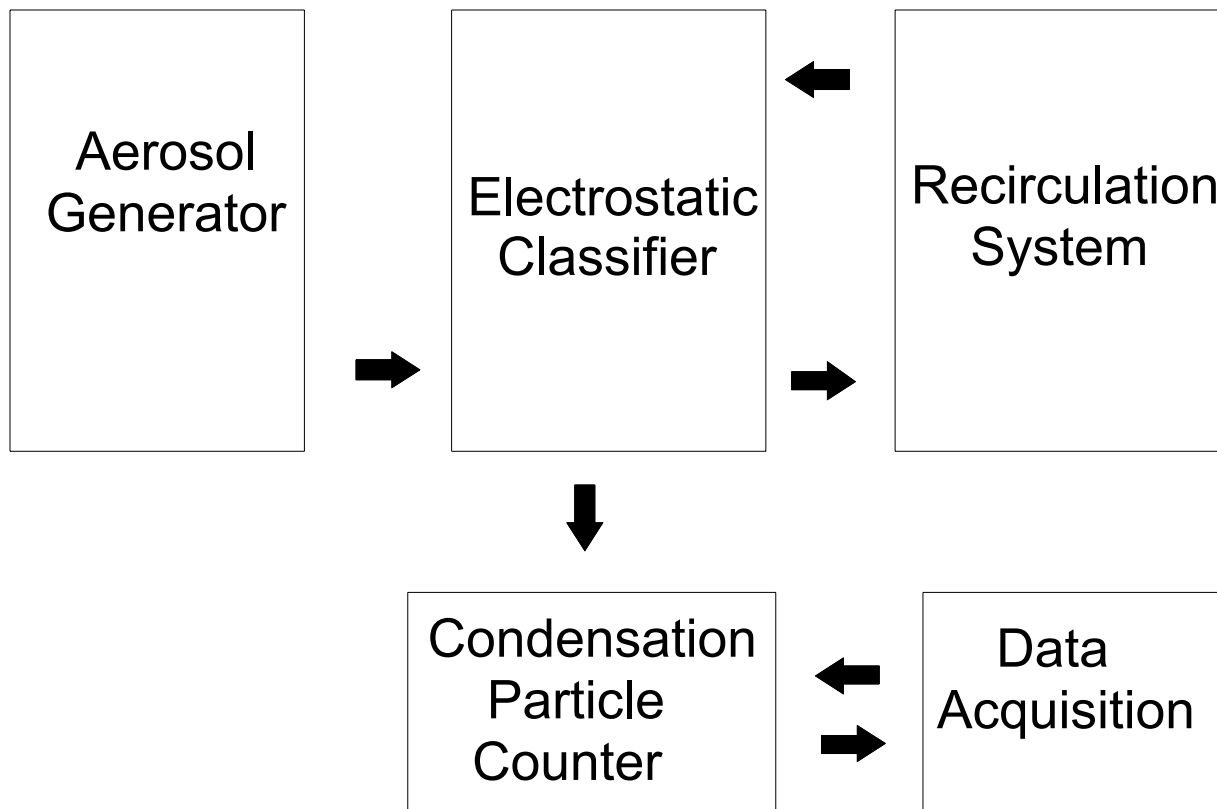 Aerosol
Generator
Electrostatic
Classifier
Recirculation
System
Condensation
Particle
Counter
Data
Acquisition